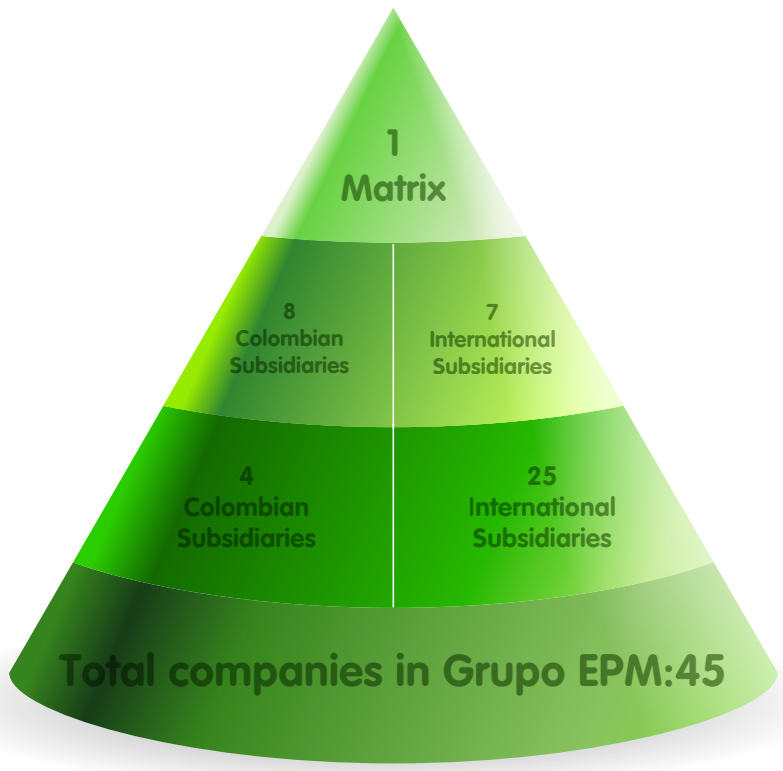 1
Matrix
8
Colombian
Subsidiaries
7
International
Subsidiaries
4
Colombian
Subsidiaries
25
International
Subsidiaries
Total companies in Grupo EPM:45